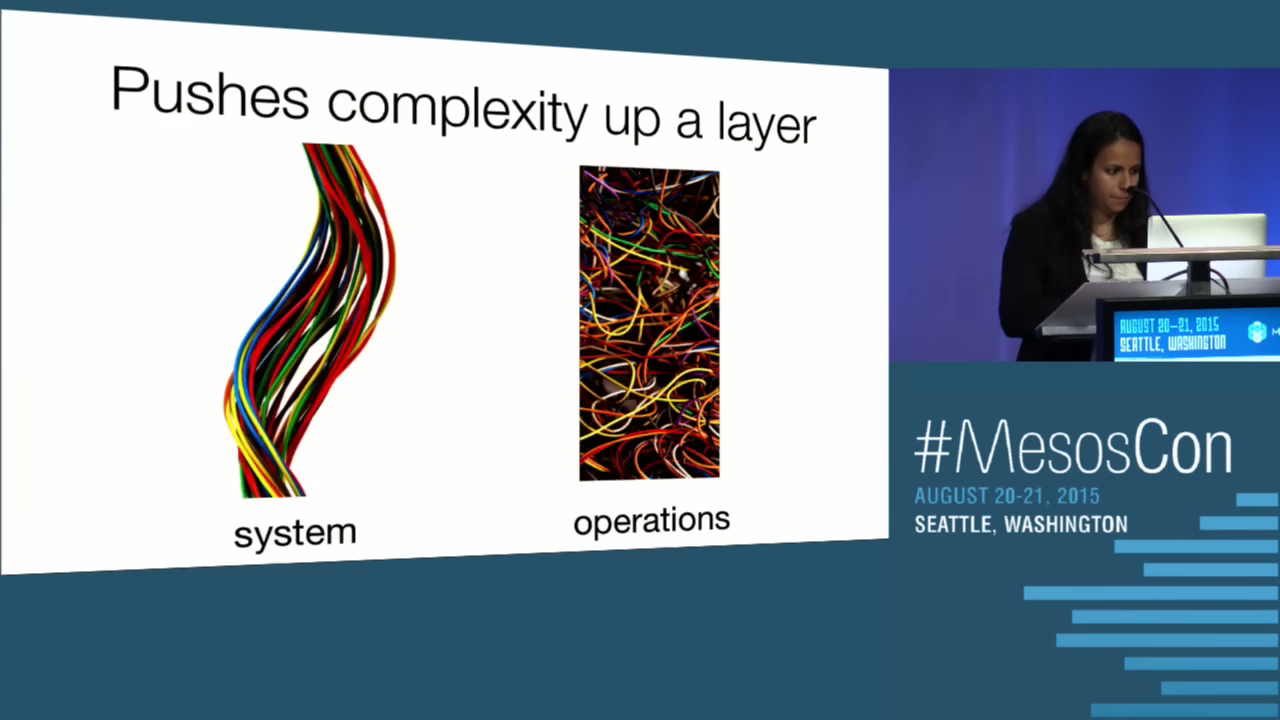 Pushes complexity up a layer
system
operations
AUGUST 20–21, 2015
SEATTLE, WASHINGTON
#MesosCon
AUGUST 20-21, 2015
SEATTLE, WASHINGTON